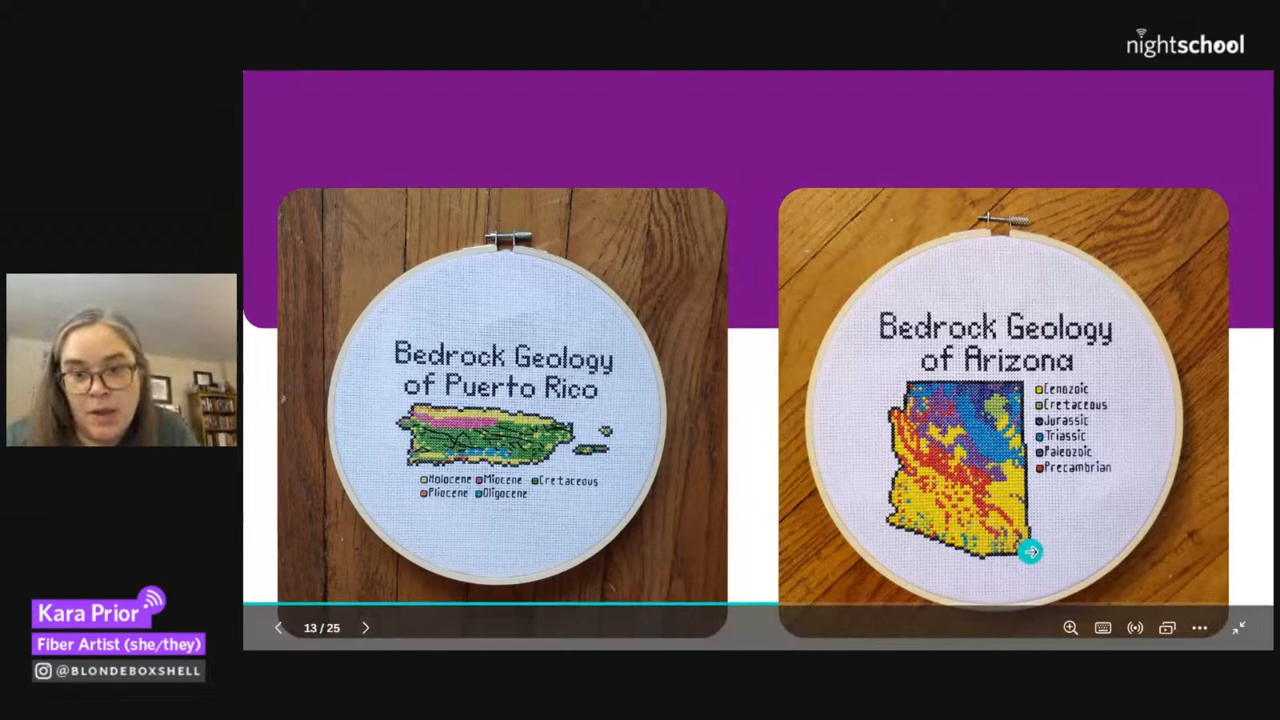 nightschool
Bedrock Geology
of Puerto Rico
Holocene Miocene Cretaceous
Pliocene Oligocene
Bedrock Geology
of Arizona
Cenozoic
Cretaceous
Jurassic
Triassic
Paleozoic
Precambrian
Kara Prior
Fiber Artist (she/they)
@BLONDEBOXSHELL
13 / 25